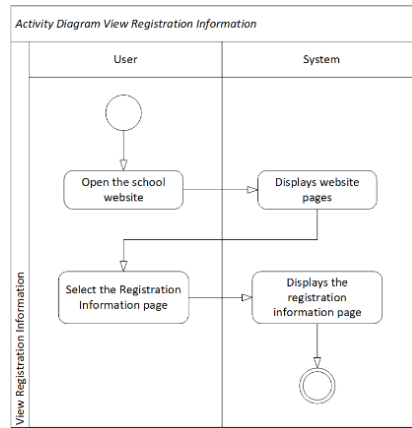 Activity Diagram View Registration Information
User
System
Open the school
website
Displays website
pages
Select the Registration
Information page
Displays the
registration
information page
View Registration Information